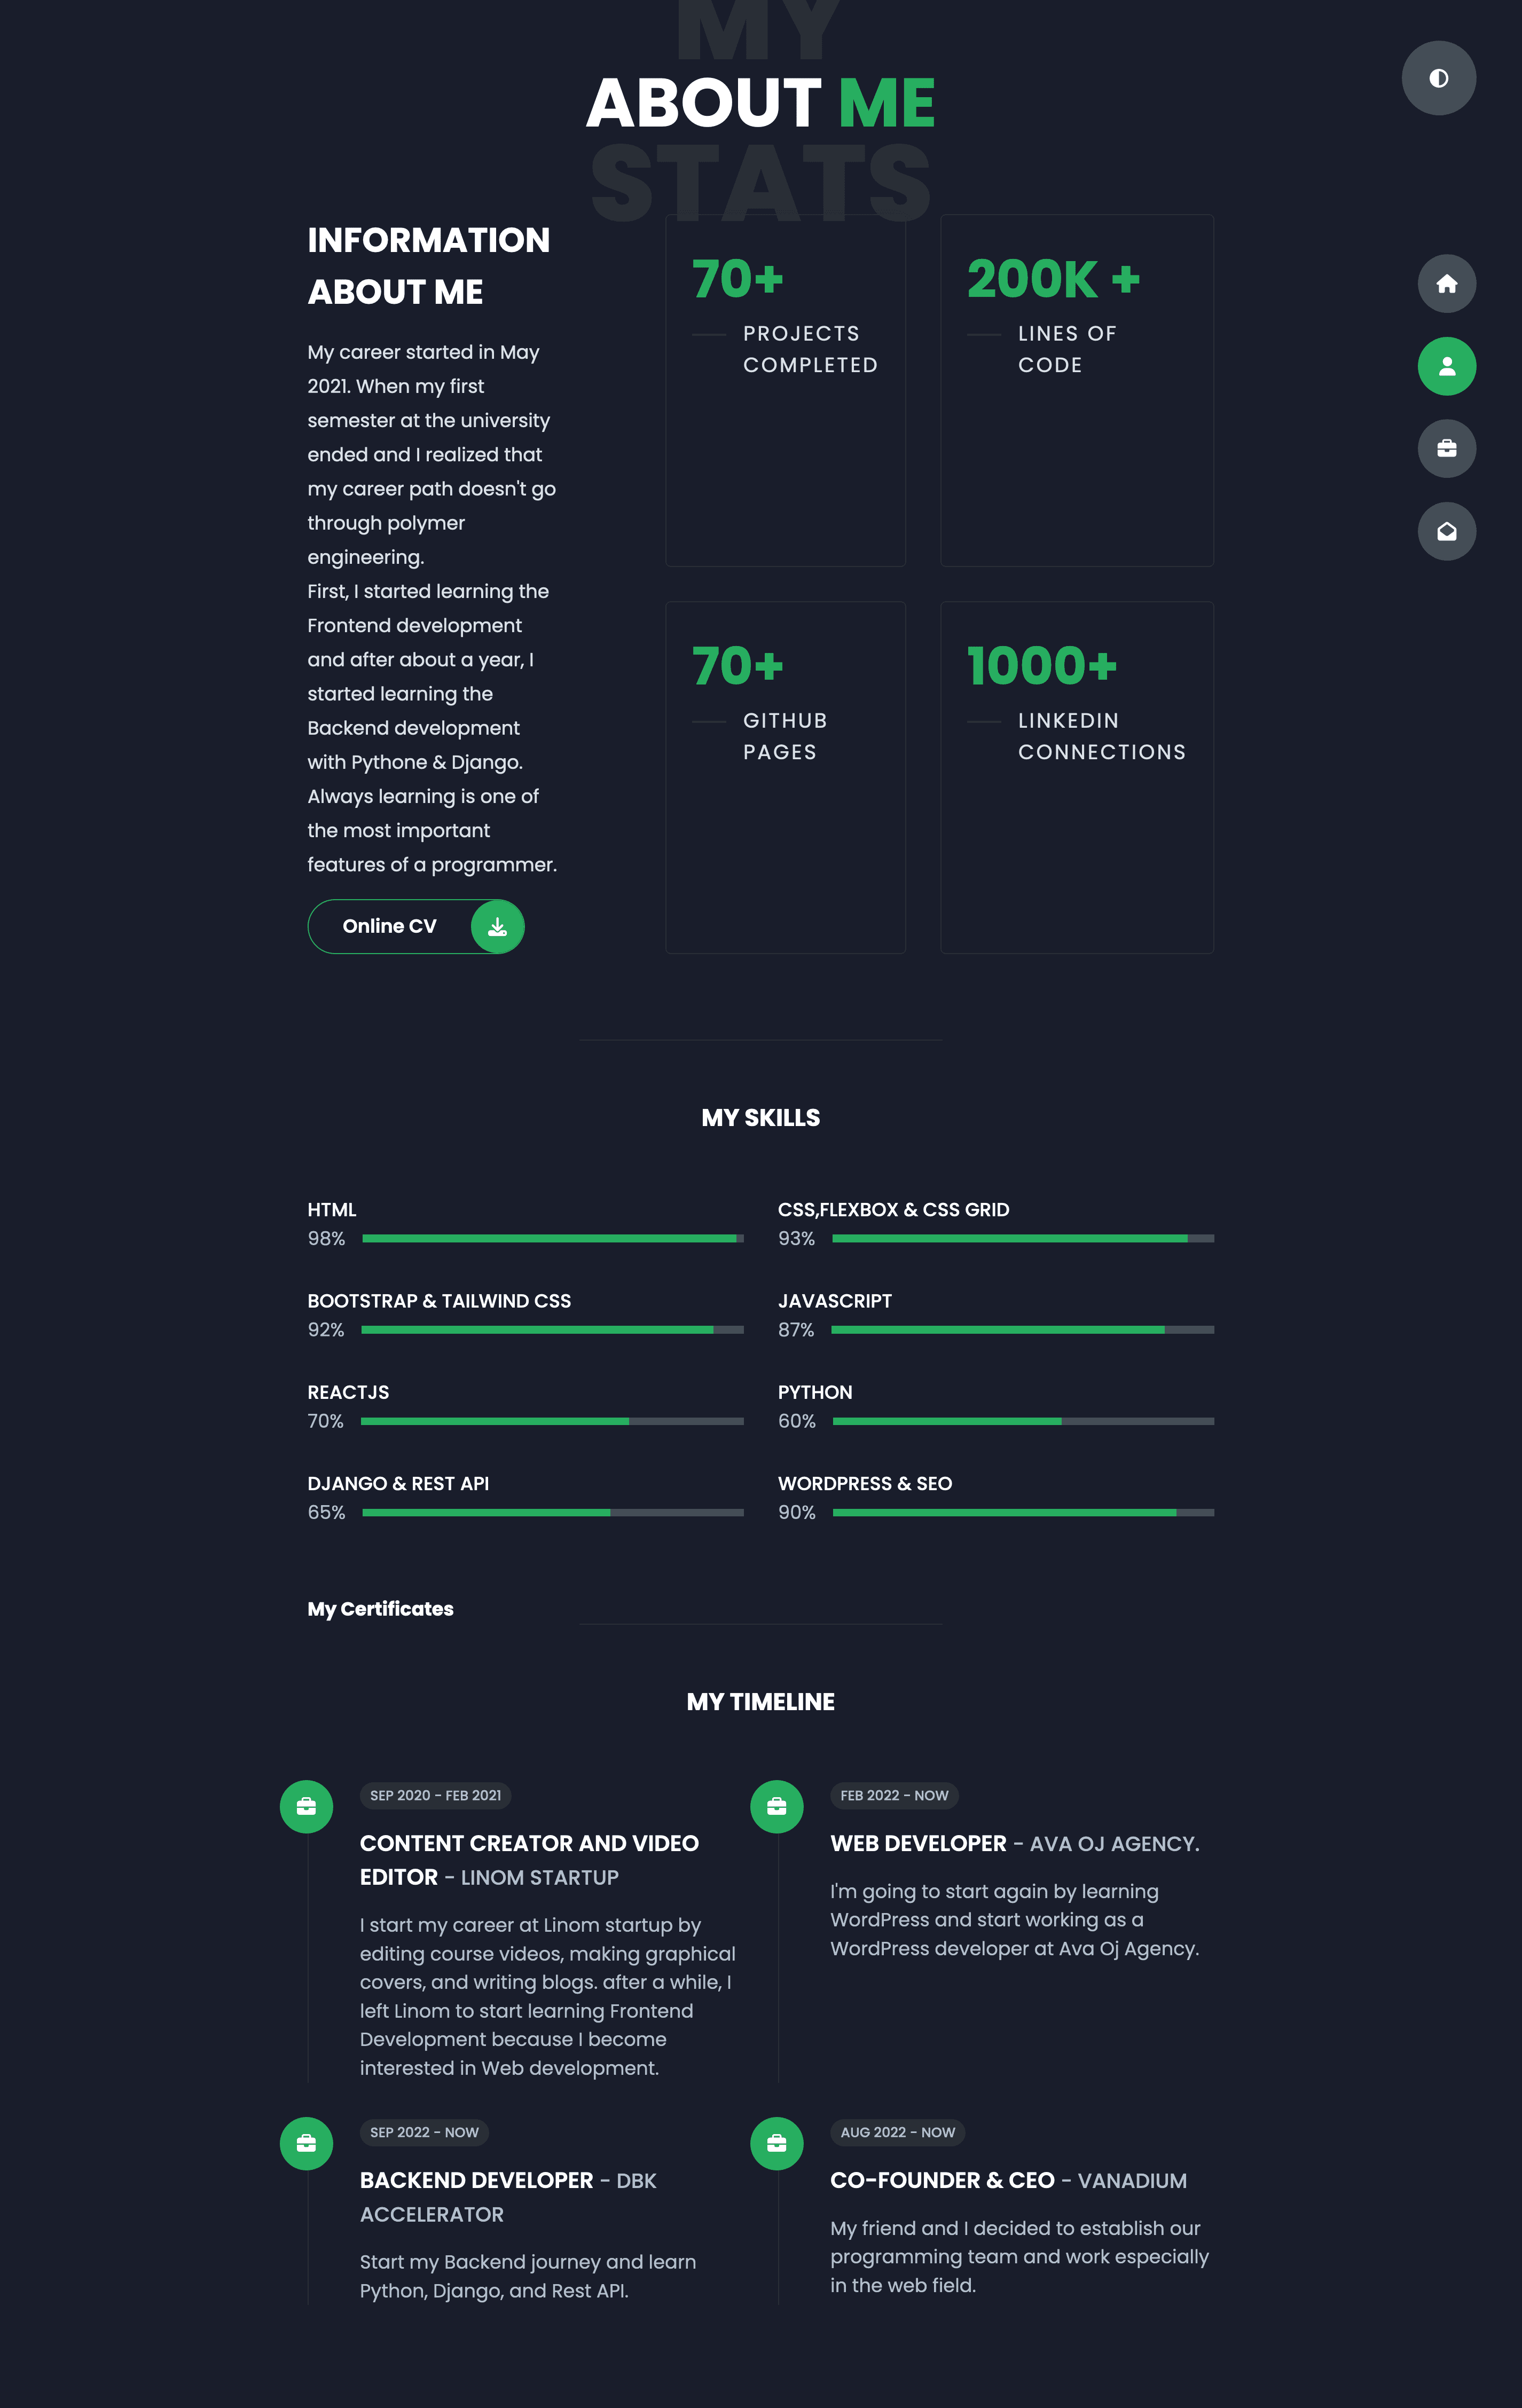 MY
ABOUT ME
STATS
INFORMATION
ABOUT ME
My career started in May
2021. When my first
semester at the university
ended and I realized that
my career path doesn't go
through polymer
engineering.
First, I started learning the
Frontend development
and after about a year, I
started learning the
Backend development
with Pythone & Django.
Always learning is one of
the most important
features of a programmer.
Online CV
70+
PROJECTS
COMPLETED
200K +
LINES OF
CODE
70+
GITHUB
PAGES
1000+
LINKEDIN
CONNECTIONS
MY SKILLS
HTML
98%
CSS,FLEXBOX & CSS GRID
93%
BOOTSTRAP & TAILWIND CSS
92%
JAVASCRIPT
87%
REACTJS
70%
PYTHON
60%
DJANGO & REST API
65%
WORDPRESS & SEO
90%
My Certificates
MY TIMELINE
SEP 2020 - FEB 2021
CONTENT CREATOR AND VIDEO
EDITOR - LINOM STARTUP
I start my career at Linom startup by
editing course videos, making graphical
covers, and writing blogs. after a while, I
left Linom to start learning Frontend
Development because I become
interested in Web development.
FEB 2022 - NOW
WEB DEVELOPER - AVA OJ AGENCY.
I'm going to start again by learning
WordPress and start working as a
WordPress developer at Ava Oj Agency.
SEP 2022 - NOW
BACKEND DEVELOPER - DBK
ACCELERATOR
Start my Backend journey and learn
Python, Django, and Rest API.
AUG 2022 - NOW
CO-FOUNDER & CEO - VANADIUM
My friend and I decided to establish our
programming team and work especially
in the web field.